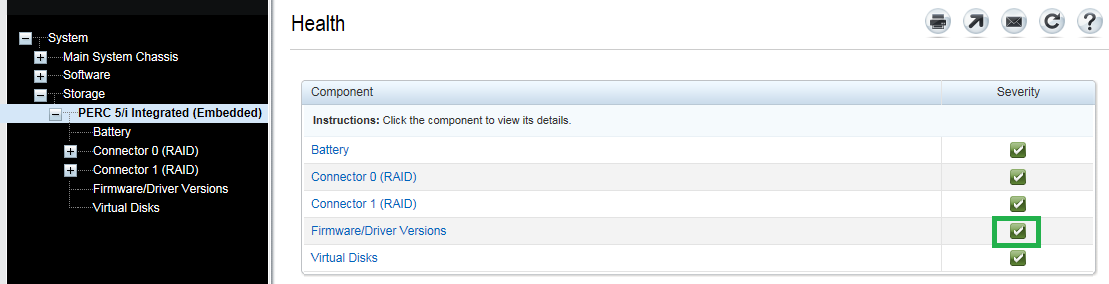 System
Main System Chassis
Software
Storage
PERC 5/i Integrated (Embedded)
Battery
Connector 0 (RAID)
Connector 1 (RAID)
Firmware/Driver Versions
Virtual Disks
Health
Component Severity
Instructions: Click the component to view its details.
Battery
Connector 0 (RAID)
Connector 1 (RAID)
Firmware/Driver Versions
Virtual Disks